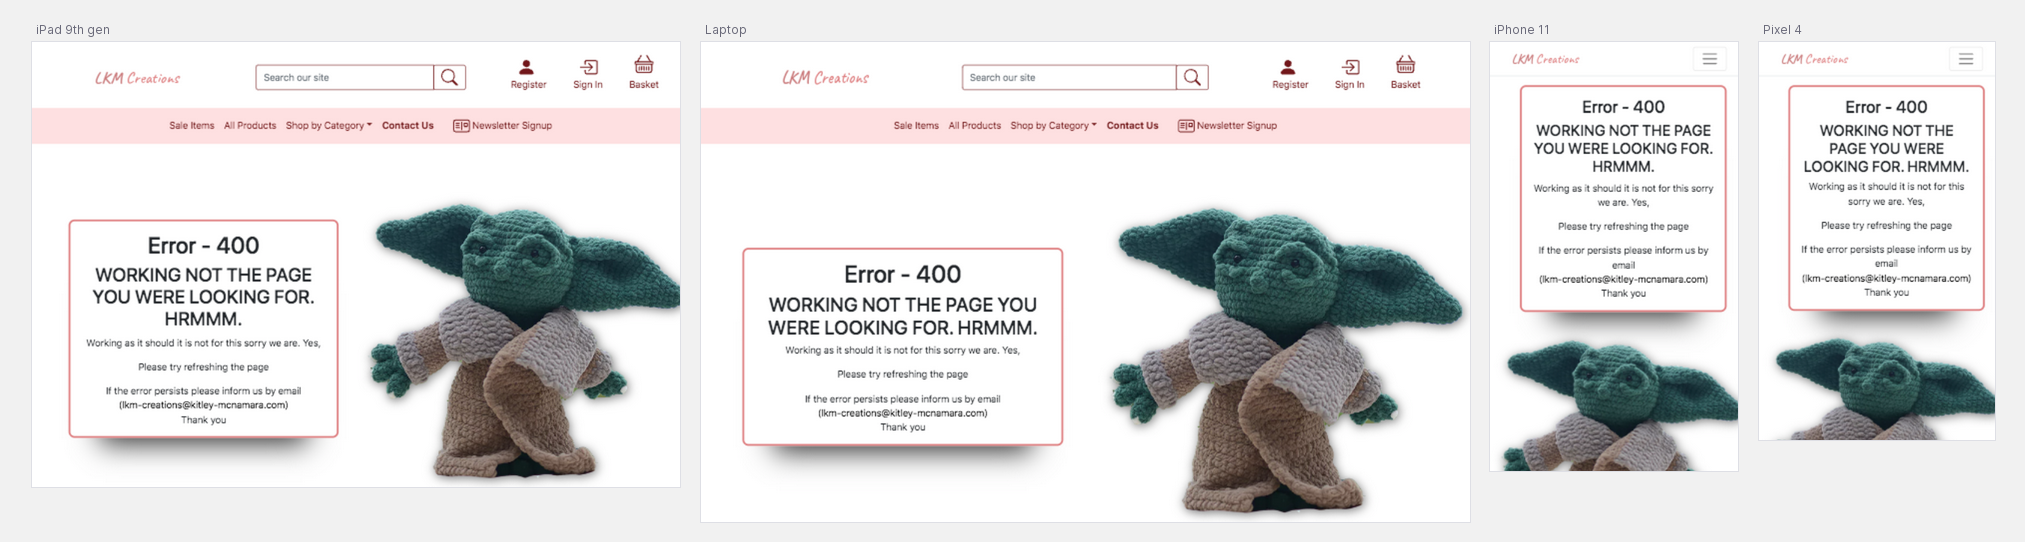 iPad 9th gen
LKM Creations
Search our site
Register
Sign In
Basket
Sale Items
All Products
Shop by Category
Contact Us
Newsletter Signup
Error - 400
WORKING NOT THE PAGE
YOU WERE LOOKING FOR.
HRMMM.
Working as it should it is not for this sorry we are. Yes,
Please try refreshing the page
If the error persists please inform us by email
(lkm-creations@kitley-mcnamara.com)
Thank you
Laptop
LKM Creations
Search our site
Register
Sign In
Basket
Sale Items
All Products
Shop by Category
Contact Us
Newsletter Signup
Error - 400
WORKING NOT THE PAGE YOU
WERE LOOKING FOR. HRMMM.
Working as it should it is not for this sorry we are. Yes,
Please try refreshing the page
If the error persists please inform us by email
(lkm-creations@kitley-mcnamara.com)
Thank you
iPhone 11
LKM Creations
Error - 400
WORKING NOT THE PAGE
YOU WERE LOOKING FOR.
HRMMM.
Working as it should it is not for this sorry
we are. Yes,
Please try refreshing the page
If the error persists please inform us by
email
(lkm-creations@kitley-mcnamara.com)
Thank you
Pixel 4
LKM Creations
Error - 400
WORKING NOT THE
PAGE YOU WERE
LOOKING FOR. HRMMM.
Working as it should it is not for this
sorry we are. Yes,
Please try refreshing the page
If the error persists please inform us by
email
(lkm-creations@kitley-mcnamara.com)
Thank you